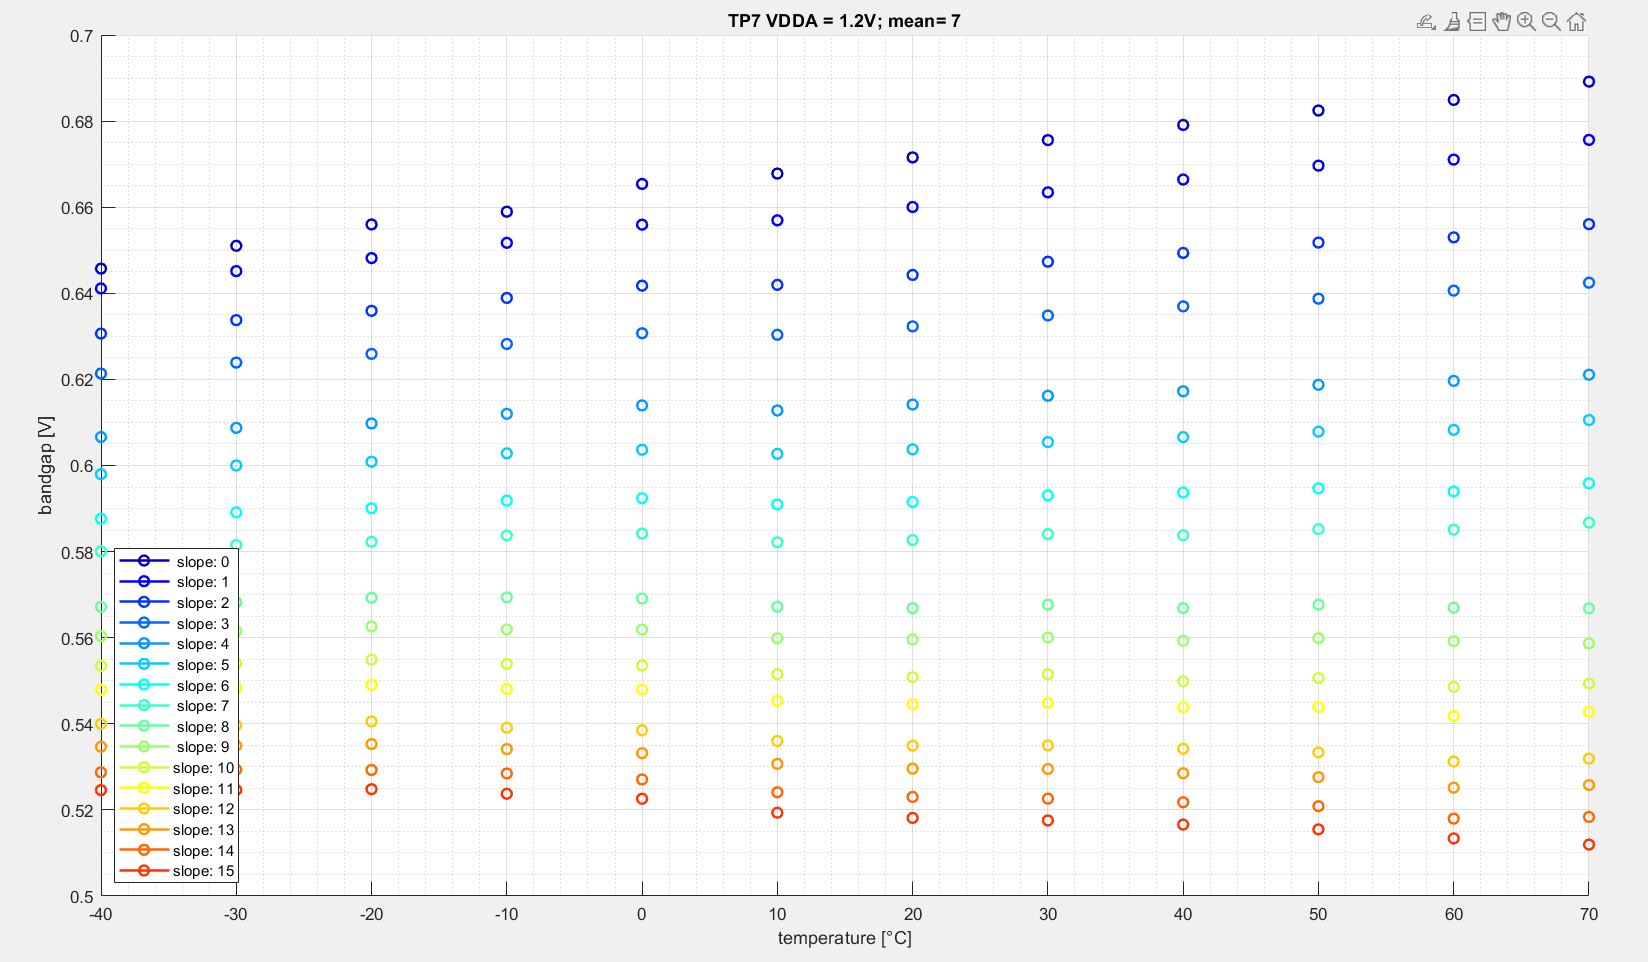 TP7 VDDA = 1.2V; mean= 7
0.7
0.68
0.66
0.64
0.62
0.6
0.58
0.56
0.54
0.52
0.5
bandgap [V]
slope: 0
slope: 1
slope: 2
slope: 3
slope: 4
slope: 5
slope: 6
slope: 7
slope: 8
slope: 9
slope: 10
slope: 11
slope: 12
slope: 13
slope: 14
slope: 15
-40 -30 -20 -10 0 10 20 30 40 50 60 70
temperature [°C]